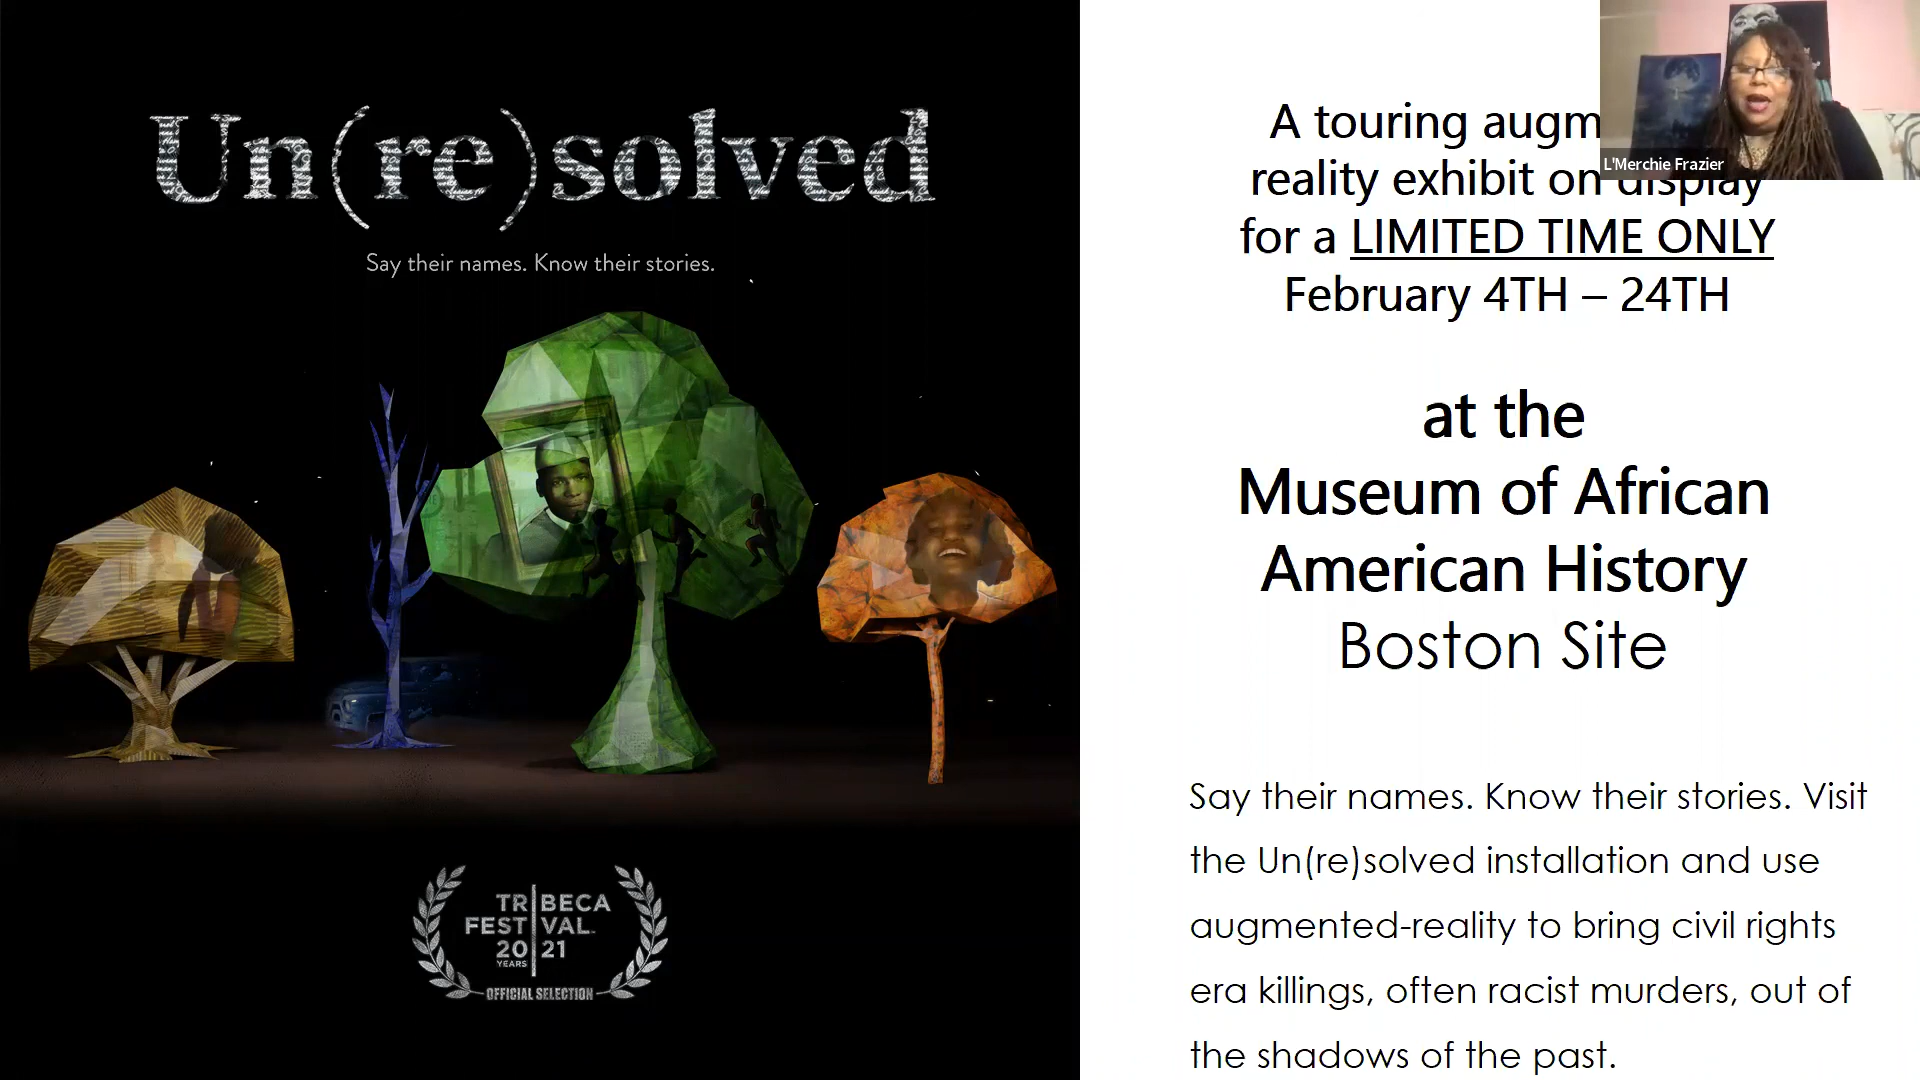 Un(re)solved
Say their names. Know their stories.
TRIBECA
FESTIVAL
20 21
YEARS
OFFICIAL SELECTION
A touring augm
reality exhibit on display
for a LIMITED TIME ONLY
February 4TH – 24TH
at the
Museum of African
American History
Boston Site
Say their names. Know their stories. Visit
the Un(re)solved installation and use
augmented-reality to bring civil rights
era killings, often racist murders, out of
the shadows of the past.
L'Merchie Frazier